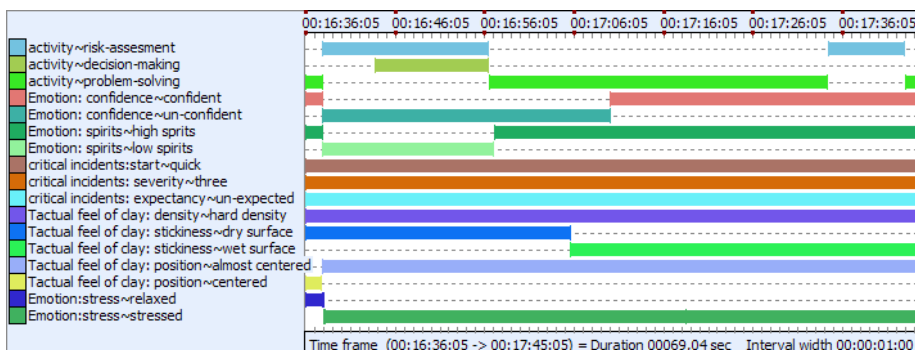 00:16:36:05 00:16:46:05 00:16:56:05 00:17:06:05 00:17:16:05 00:17:26:05 00:17:36:05
activity~risk-assesment
activity~decision-making
activity~problem-solving
Emotion: confidence~confident
Emotion: confidence~un-confident
Emotion: spirits~high sprits
Emotion: spirits~low spirits
critical incidents:start~quick
critical incidents: severity~three
critical incidents: expectancy~un-expected
Tactual feel of clay: density~hard density
Tactual feel of clay: stickiness~dry surface
Tactual feel of clay: stickiness~wet surface
Tactual feel of clay: position~almost centered
Tactual feel of clay: position~centered
Emotion:stress~relaxed
Emotion:stress~stressed
Time frame (00:16:36:05 -> 00:17:45:05) = Duration 00069.04 sec Interval width 00:00:01:00